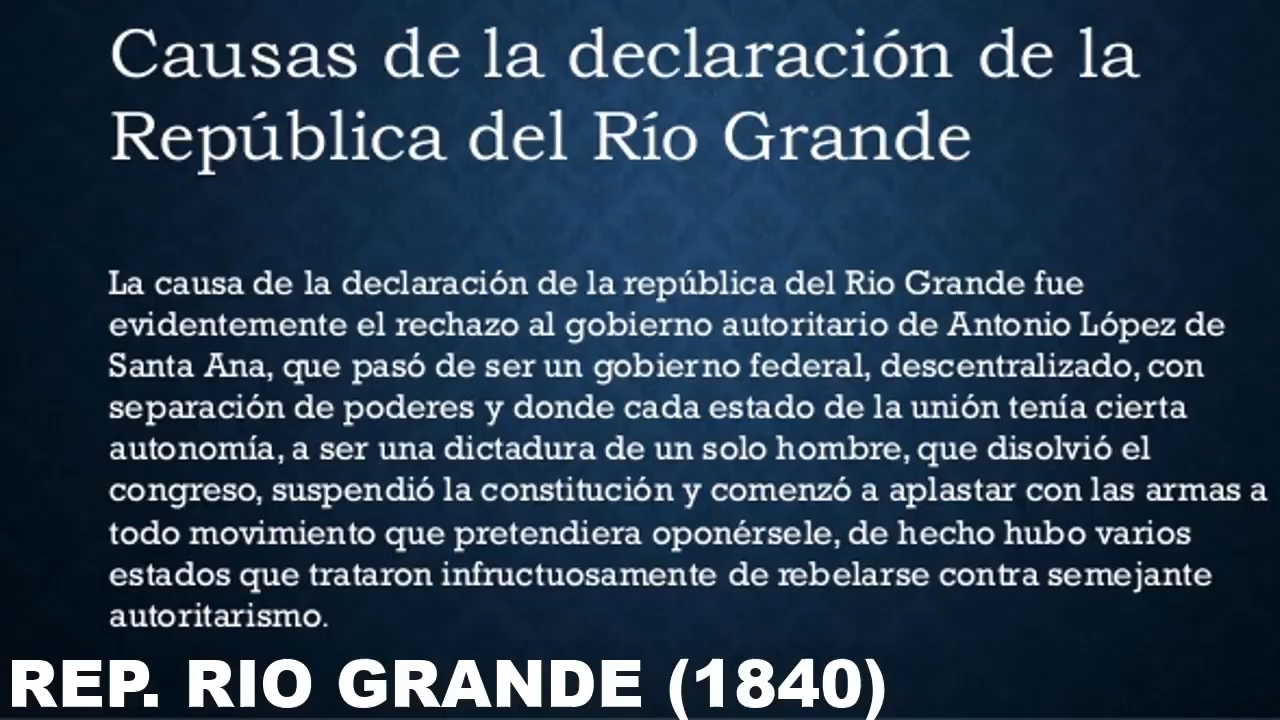 Causas de la declaración de la
República del Río Grande
La causa de la declaración de la república del Rio Grande fue
evidentemente el rechazo al gobierno autoritario de Antonio López de
Santa Ana, que pasó de ser un gobierno federal, descentralizado, con
separación de poderes y donde cada estado de la unión tenía cierta
autonomía, a ser una dictadura de un solo hombre, que disolvió el
congreso, suspendió la constitución y comenzó a aplastar con las armas a
todo movimiento que pretendiera oponérsele, de hecho hubo varios
estados que trataron infructuosamente de rebelarse contra semejante
autoritarismo.
REP. RIO GRANDE (1840)